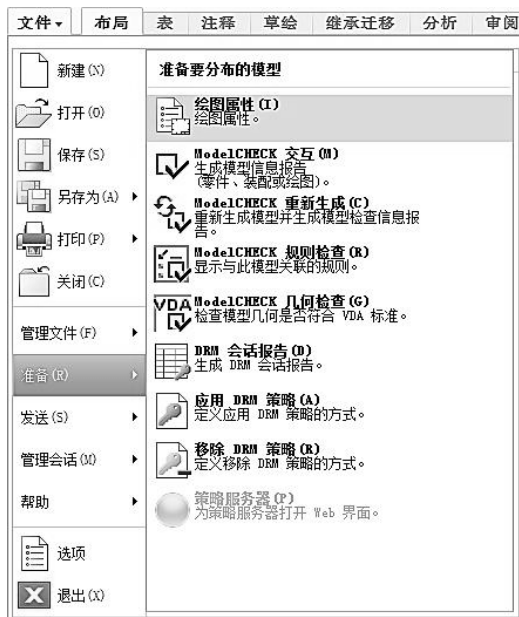 文件▾ 布局 表 注释 草绘 继承迁移 分析 审阅
新建(N)
打开(O)
保存(S)
另存为(A)
打印(P)
关闭(C)
管理文件(F)
准备(R)
发送(S)
管理会话(M)
帮助
选项
退出(X)
准备要分布的模型
绘图属性(I)
绘图属性。
ModelCHECK 交互(M)
生成模型信息报告
(零件、装配或绘图)。
ModelCHECK 重新生成(C)
重新生成模型并生成模型检查信息报
告。
ModelCHECK 规则检查(R)
显示与此模型关联的规则。
VDA
ModelCHECK 几何检查(G)
检查模型几何是否符合 VDA 标准。
DRM 会话报告(D)
生成 DRM 会话报告。
应用 DRM 策略(A)
定义应用 DRM 策略的方式。
移除 DRM 策略(R)
定义移除 DRM 策略的方式。
策略服务器(P)
为策略服务器打开 Web 界面。